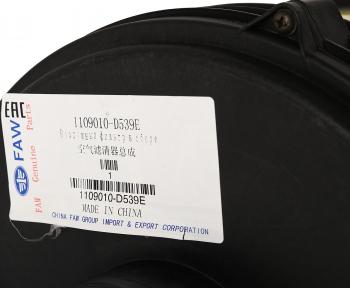 EAC
FAW
Genuine Parts
FAW
1109010-D539E
空气滤清器总成
1
1109010-D539E
MADE IN CHINA
CHINA FAW GROUP IMPORT & EXPORT CORPORATION